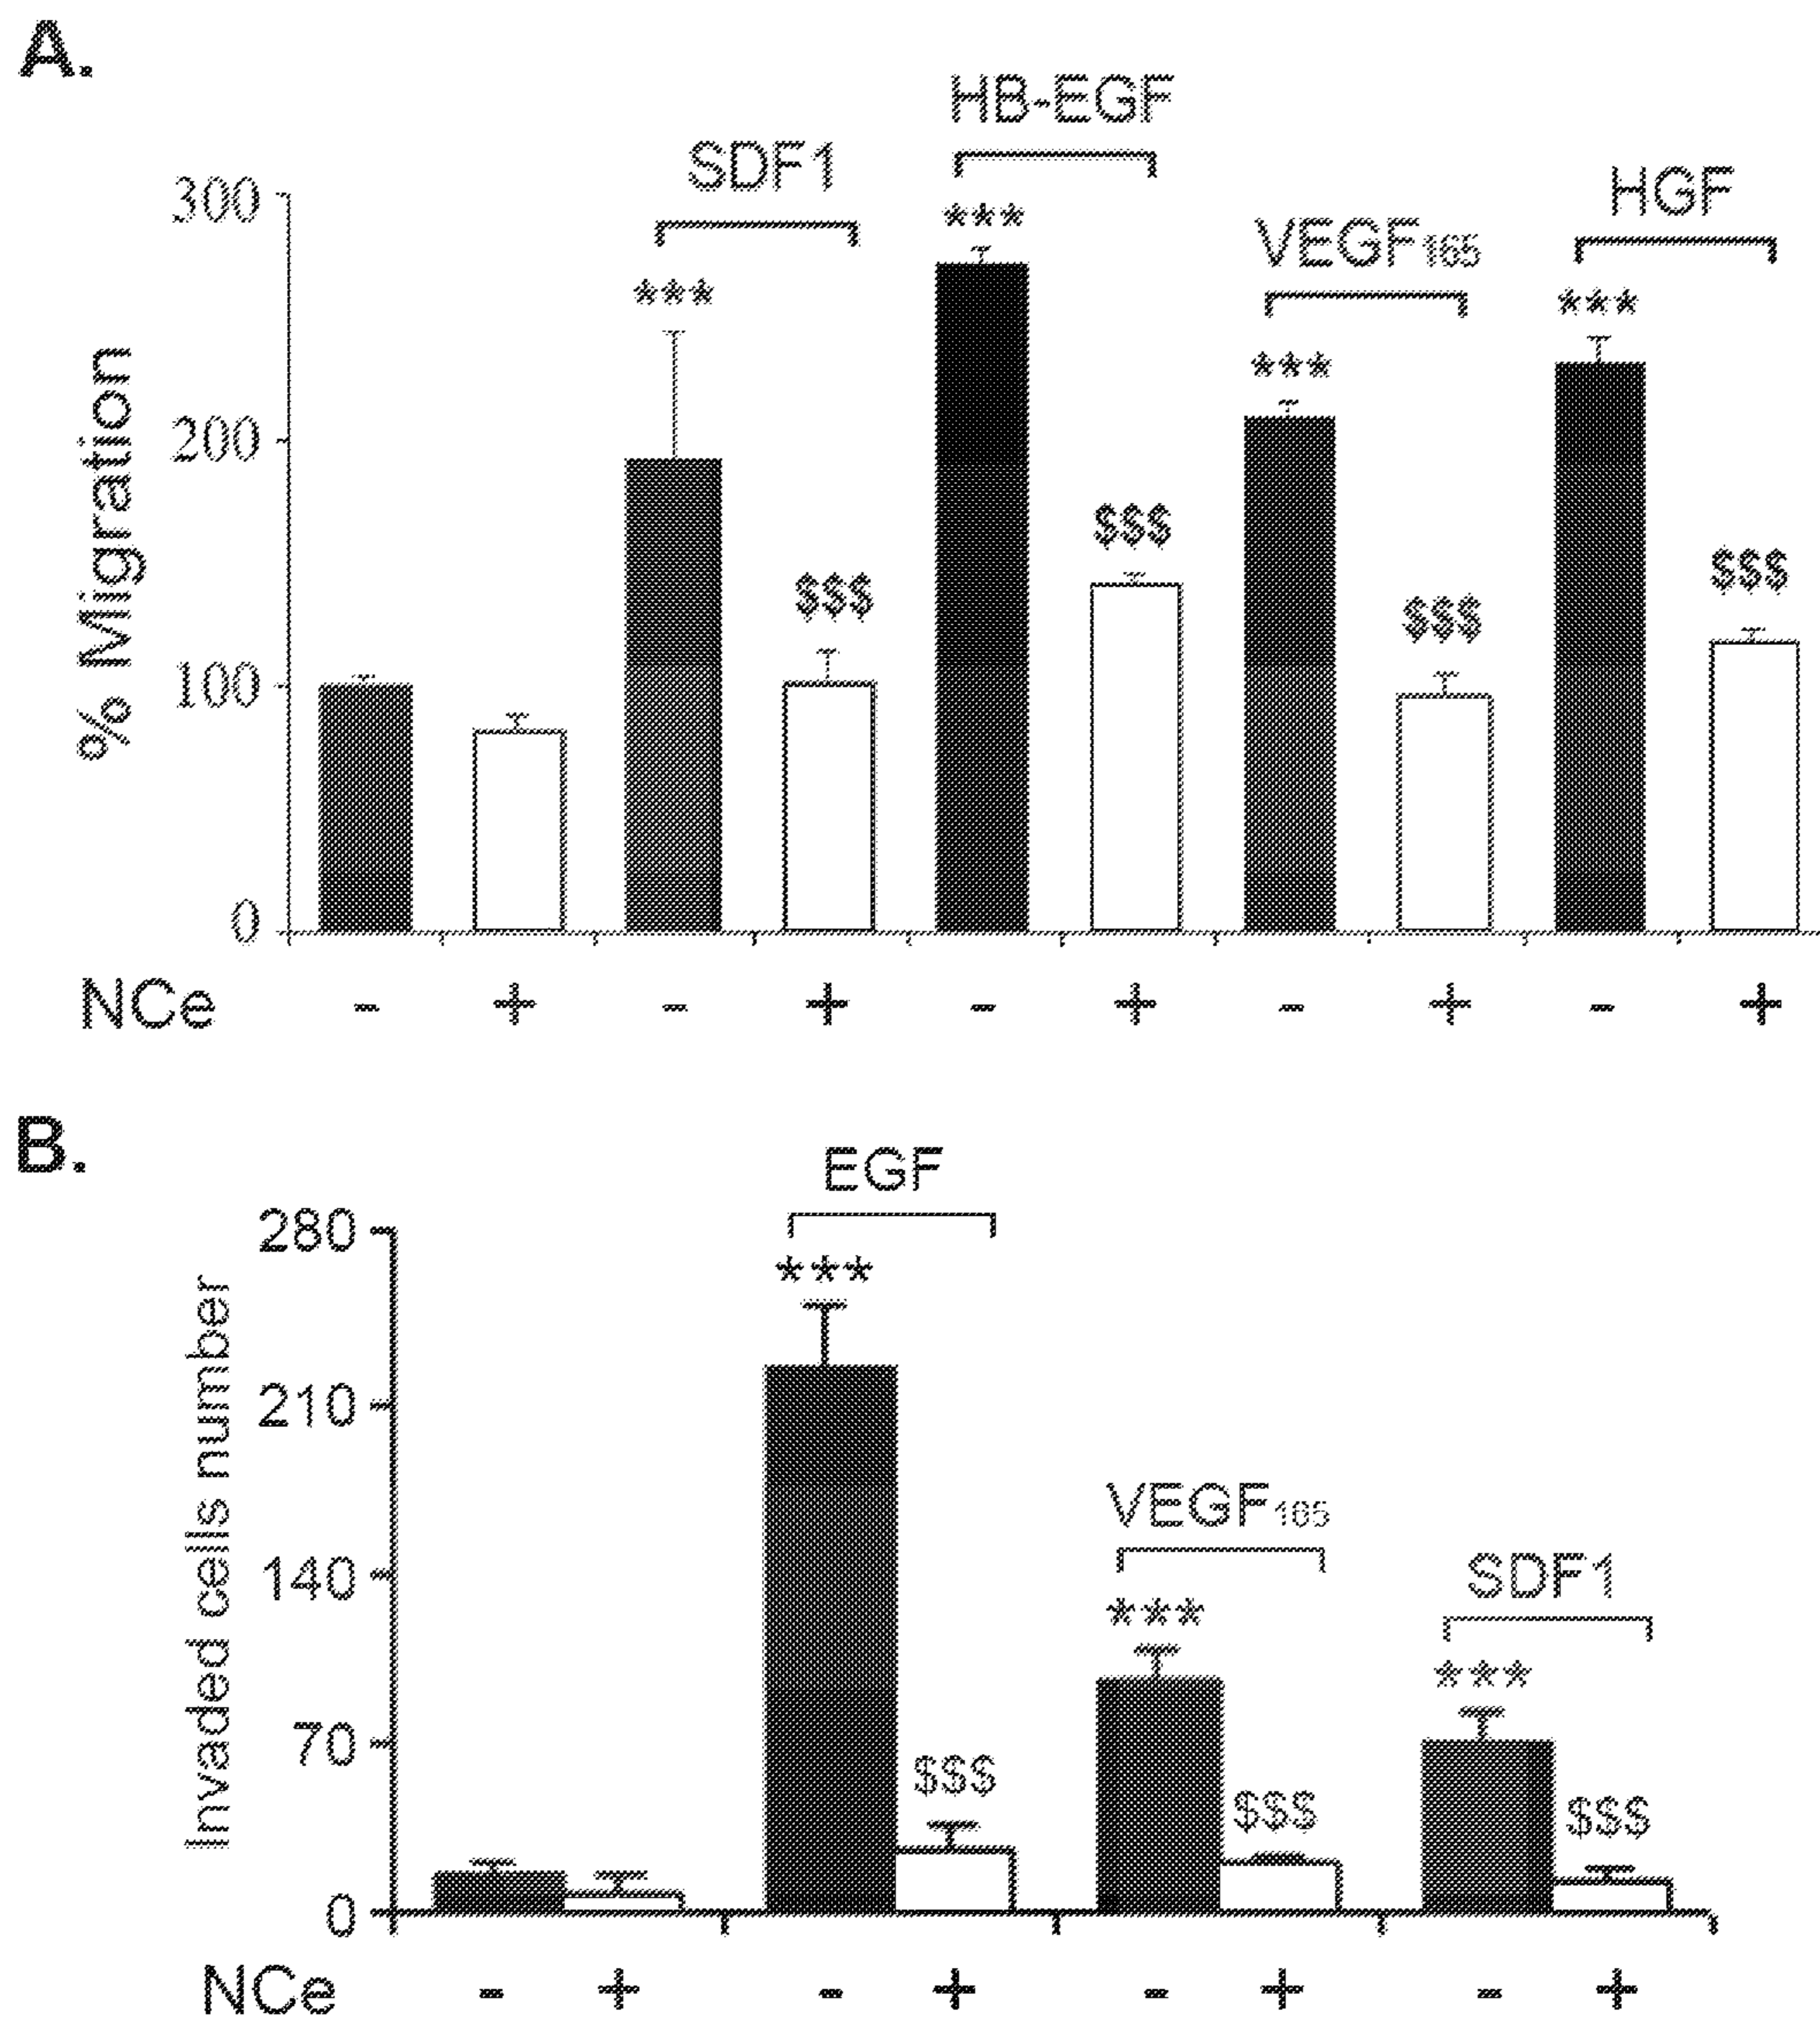 A.
HB-EGF
SDF1
HGF
VEGF165
300
200
100
0
% Migration
*** *** *** ***
$$$ $$$ $$$ $$$
NCe - + - + - + - + - +
B.
EGF
280
210
140
70
0
Invaded cells number
***
VEGF165
***
SDF1
***
$$$ $$$ $$$
NCe - + - + - + - +